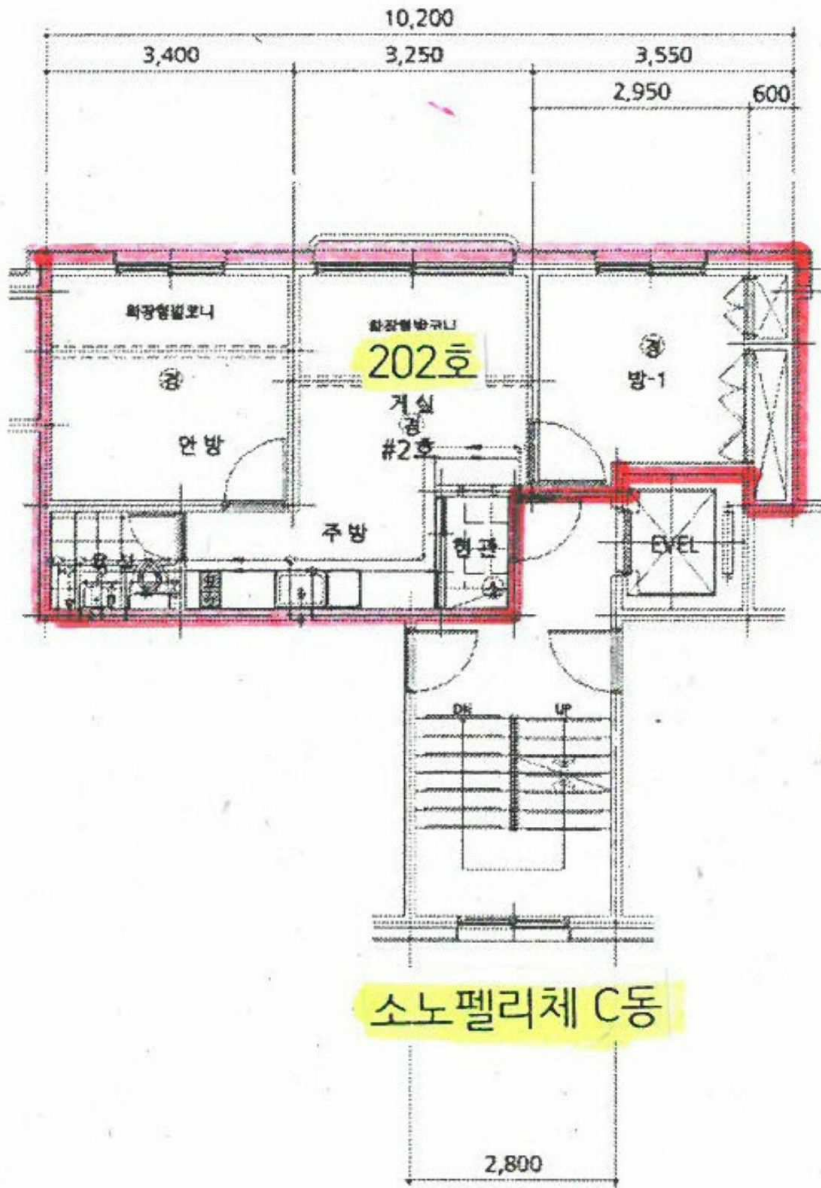 10,200
3,400 3,250 3,550
2,950 600
확장형발코니
확장형발코니
202호
거실
#2호
안방
방-1
주방
현관
EVEL
DN UP
소노펠리체 C동
2,800